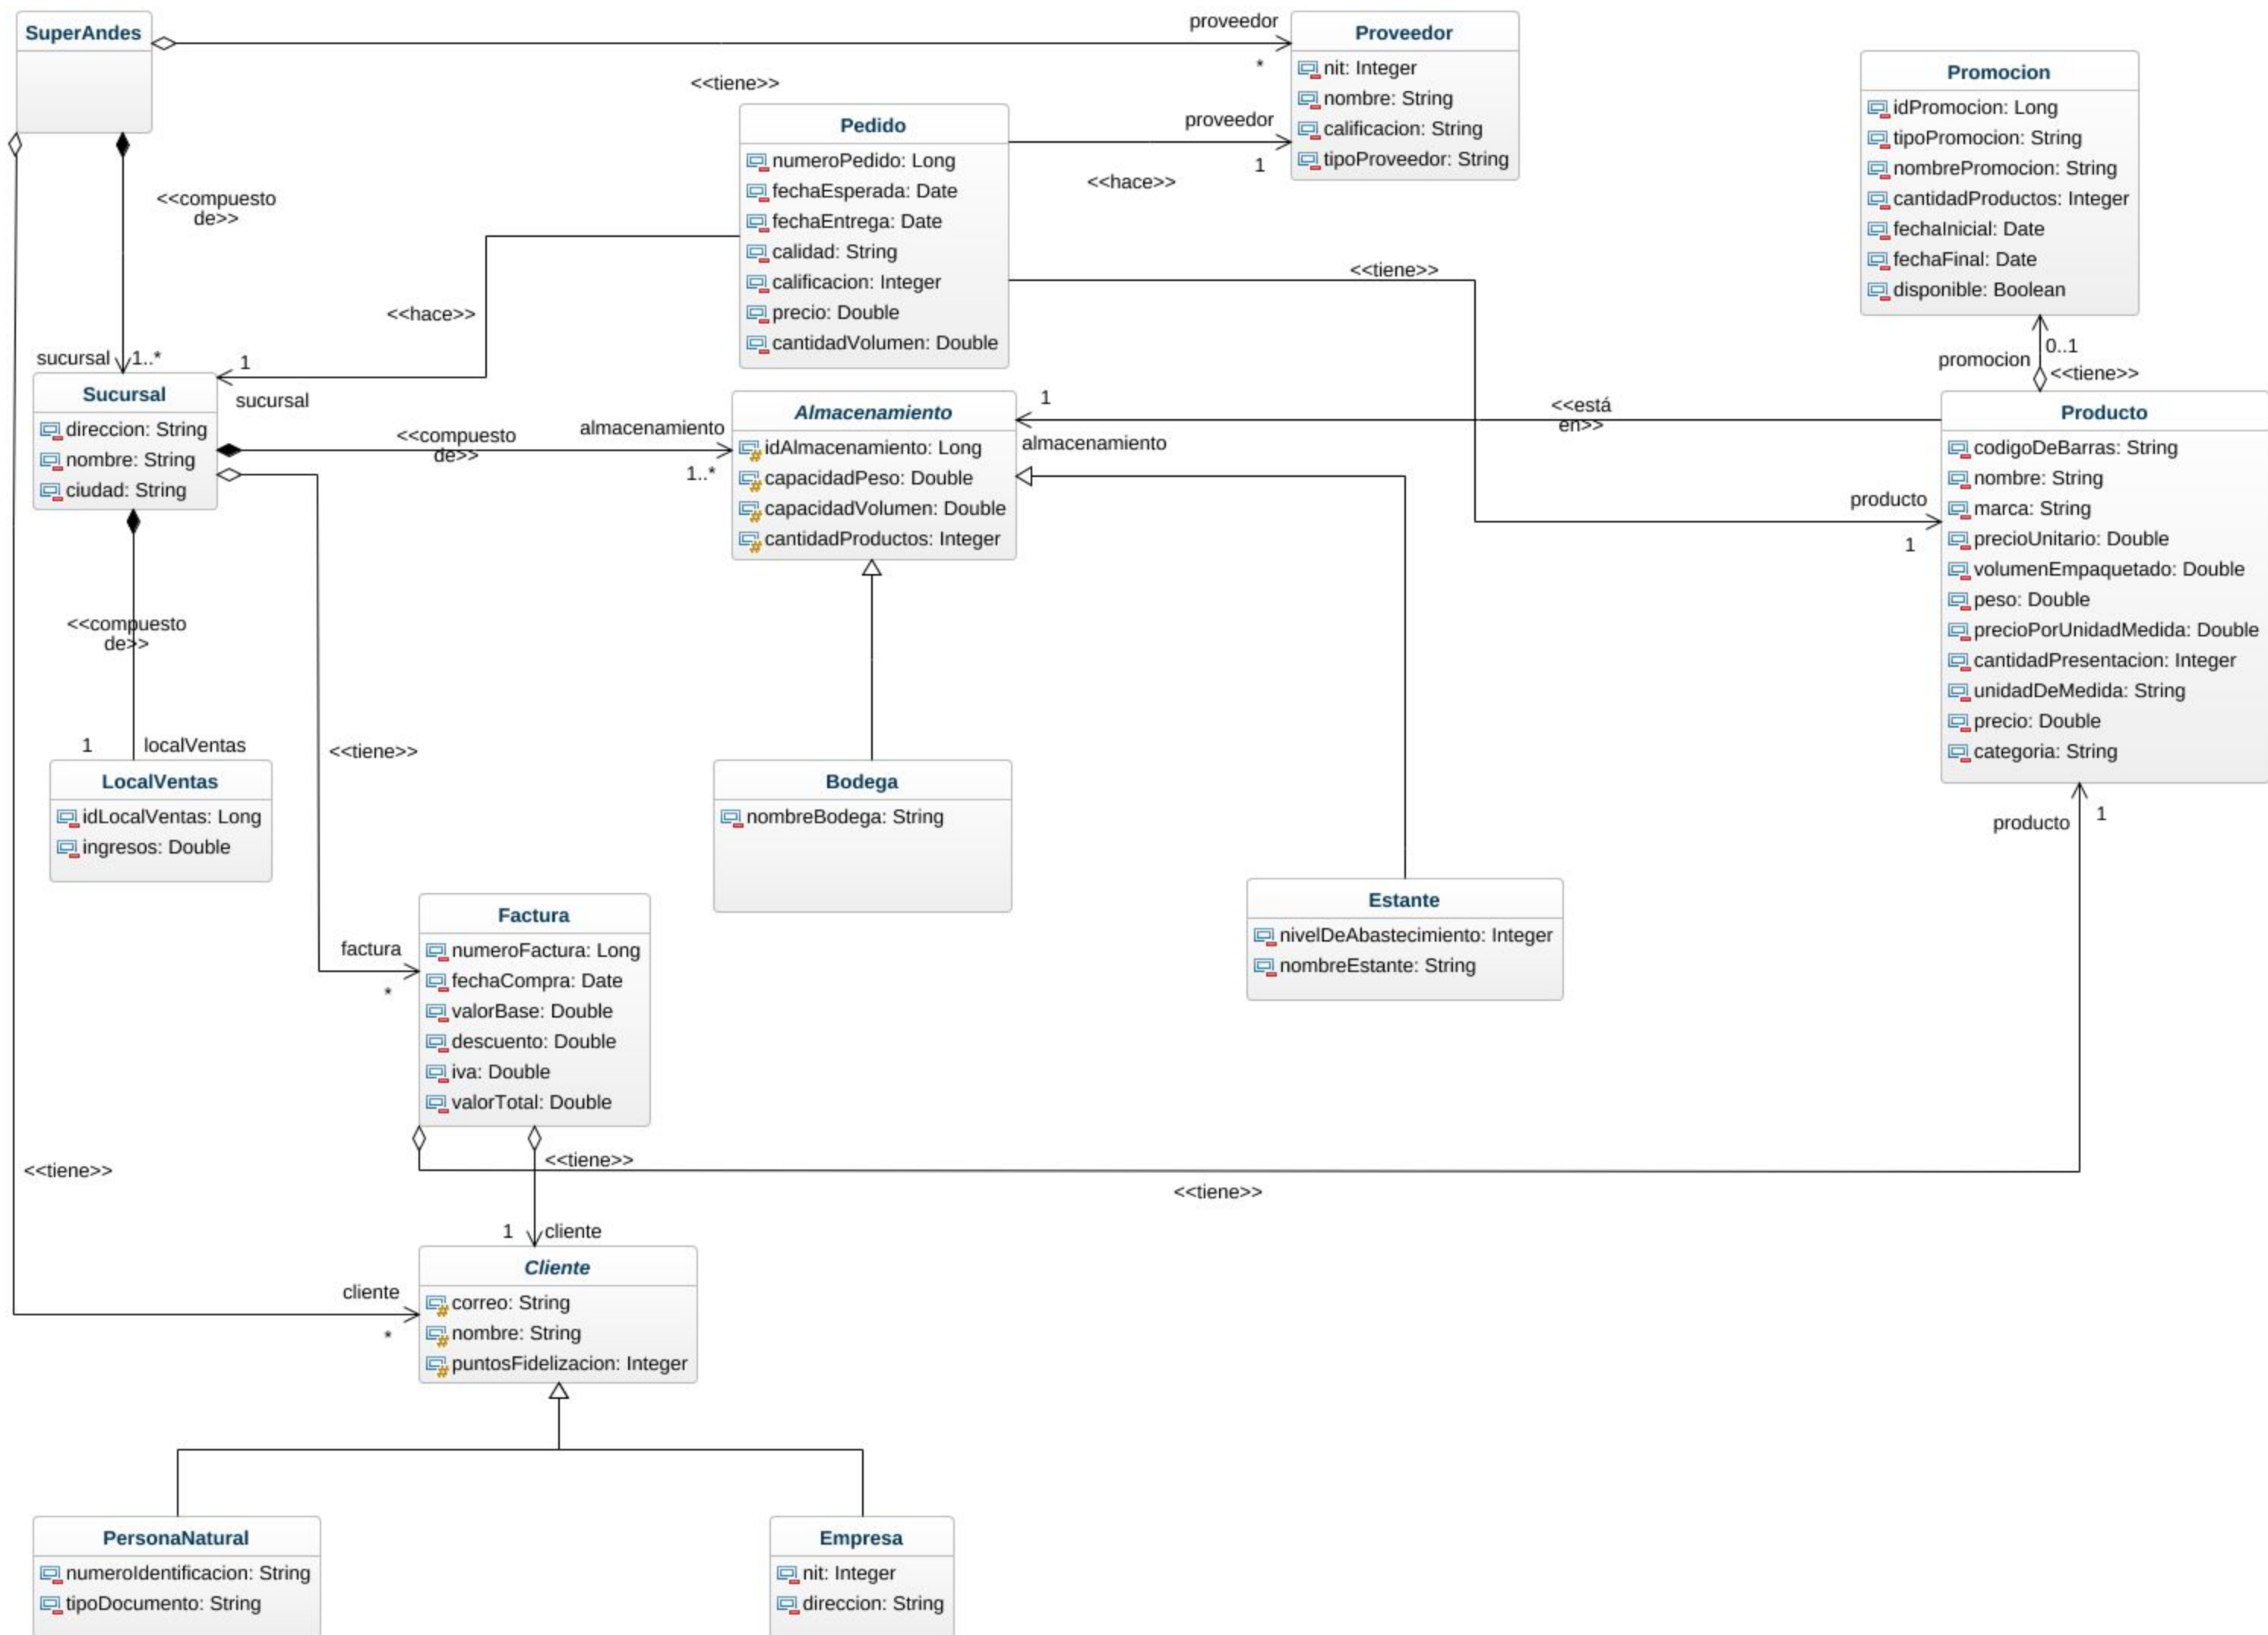 SuperAndes
proveedor
*
<<tiene>>
Proveedor
nit: Integer
nombre: String
calificacion: String
tipoProveedor: String
Promocion
idPromocion: Long
tipoPromocion: String
nombrePromocion: String
cantidadProductos: Integer
fechaInicial: Date
fechaFinal: Date
disponible: Boolean
Pedido
numeroPedido: Long
fechaEsperada: Date
fechaEntrega: Date
calidad: String
calificacion: Integer
precio: Double
cantidadVolumen: Double
proveedor
1
<<hace>>
<<compuesto
de>>
<<hace>>
<<tiene>>
sucursal
1..*
1
sucursal
promocion
0..1
<<tiene>>
Sucursal
direccion: String
nombre: String
ciudad: String
<<compuesto
de>>
almacenamiento
1..*
Almacenamiento
idAlmacenamiento: Long
capacidadPeso: Double
capacidadVolumen: Double
cantidadProductos: Integer
1
almacenamiento
<<está
en>>
producto
1
Producto
codigoDeBarras: String
nombre: String
marca: String
precioUnitario: Double
volumenEmpaquetado: Double
peso: Double
precioPorUnidadMedida: Double
cantidadPresentacion: Integer
unidadDeMedida: String
precio: Double
categoria: String
<<compuesto
de>>
1
localVentas
<<tiene>>
LocalVentas
idLocalVentas: Long
ingresos: Double
Bodega
nombreBodega: String
producto
1
Estante
nivelDeAbastecimiento: Integer
nombreEstante: String
factura
*
Factura
numeroFactura: Long
fechaCompra: Date
valorBase: Double
descuento: Double
iva: Double
valorTotal: Double
<<tiene>>
<<tiene>>
<<tiene>>
1
cliente
cliente
*
Cliente
correo: String
nombre: String
puntosFidelizacion: Integer
PersonaNatural
numeroIdentificacion: String
tipoDocumento: String
Empresa
nit: Integer
direccion: String